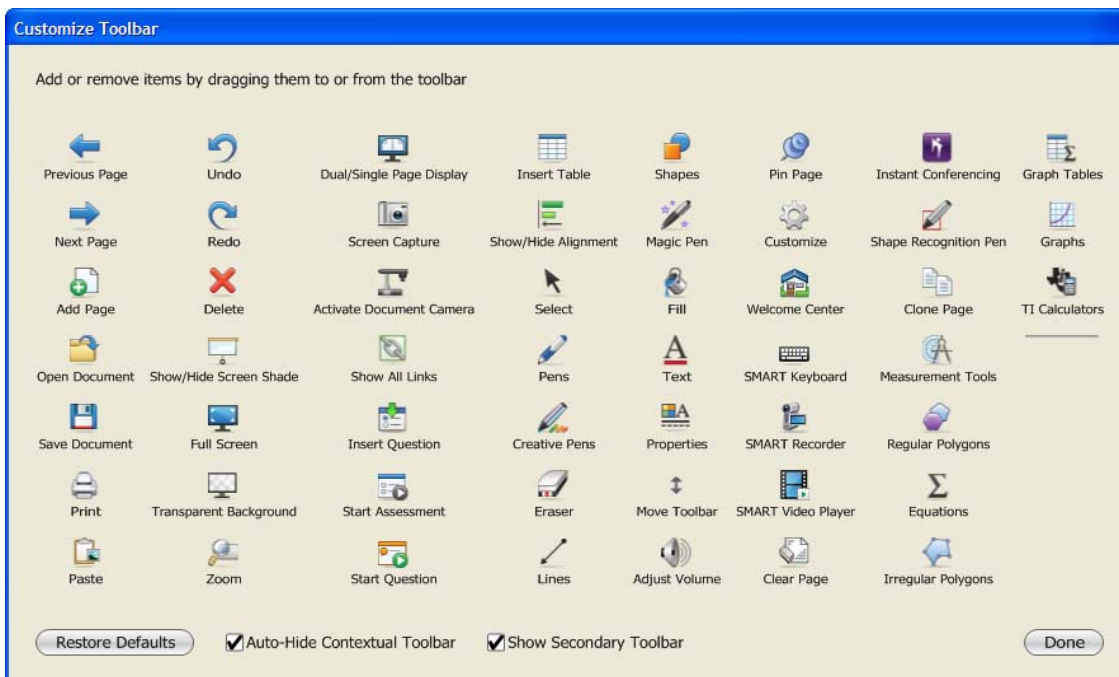 Customize Toolbar
Add or remove items by dragging them to or from the toolbar
Previous Page Undo Dual/Single Page Display Insert Table Shapes Pin Page Instant Conferencing Graph Tables
Next Page Redo Screen Capture Show/Hide Alignment Magic Pen Customize Shape Recognition Pen Graphs
Add Page Delete Activate Document Camera Select Fill Welcome Center Clone Page TI Calculators
Open Document Show/Hide Screen Shade Show All Links Pens Text SMART Keyboard Measurement Tools
Save Document Full Screen Insert Question Creative Pens Properties SMART Recorder Regular Polygons
Print Transparent Background Start Assessment Eraser Move Toolbar SMART Video Player Equations
Paste Zoom Start Question Lines Adjust Volume Clear Page Irregular Polygons
Restore Defaults Auto-Hide Contextual Toolbar Show Secondary Toolbar Done